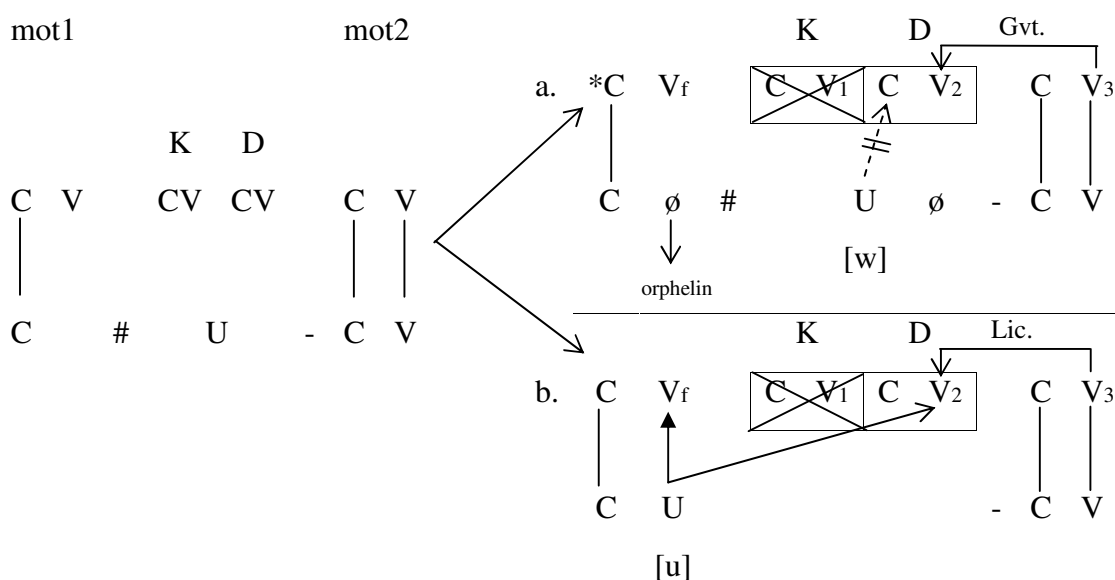 mot1 mot2 K D Gvt.
a. *C Vf C V1 C V2 C V3
K D
C V CV CV C V
C ø # U ø - C V
[w]
orphelin
C # U - C V
K D Lic.
b. C Vf C V1 C V2 C V3
C U - C V
[u]